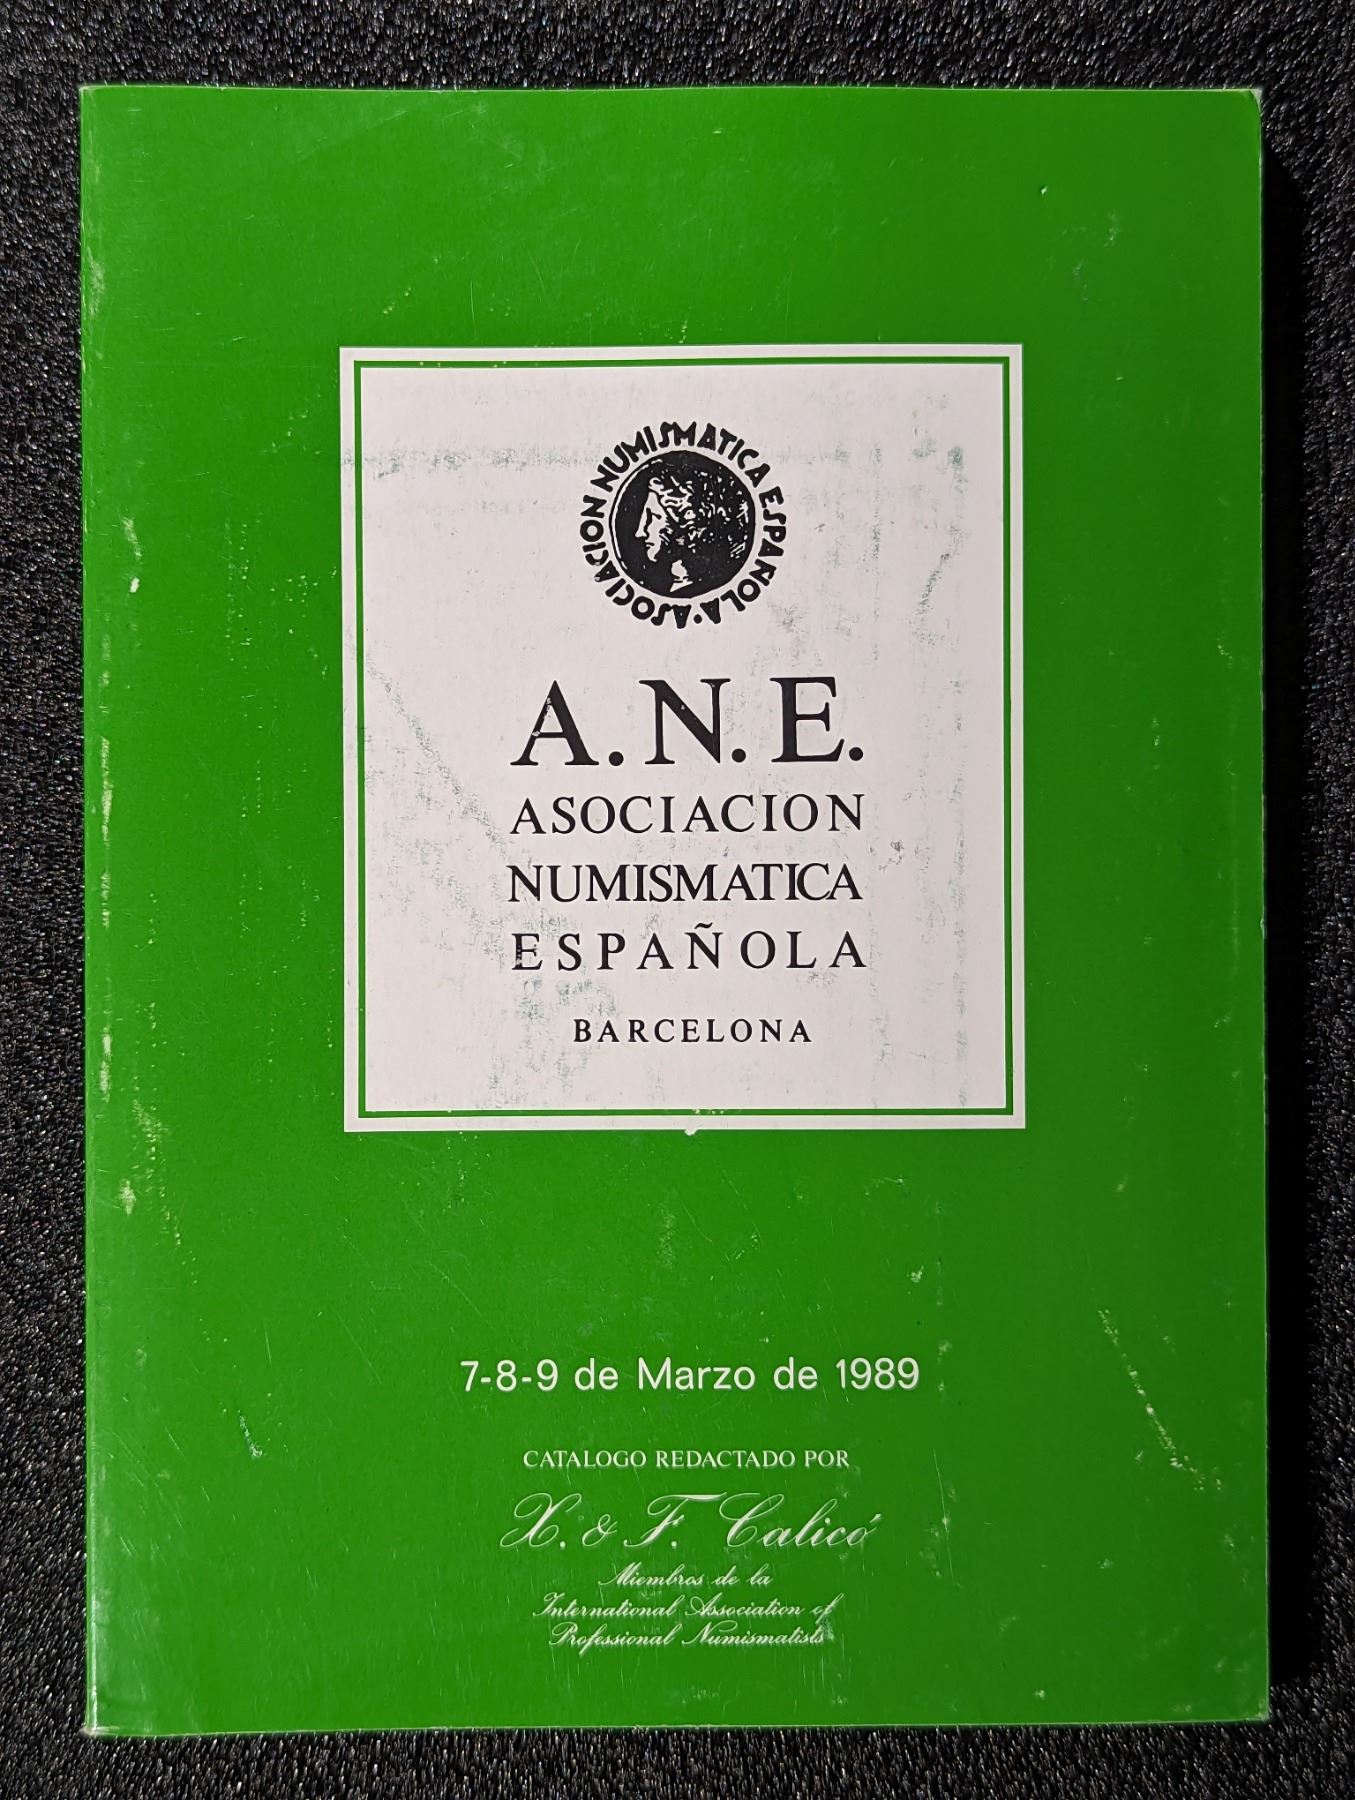 ASOCIACION NUMISMATICA ESPAÑOLA ·
A.N.E.
ASOCIACION
NUMISMATICA
ESPAÑOLA
BARCELONA
7-8-9 de Marzo de 1989
CATALOGO REDACTADO POR
X. & F. Calicó
Miembros de la
International Association of
Professional Numismatists